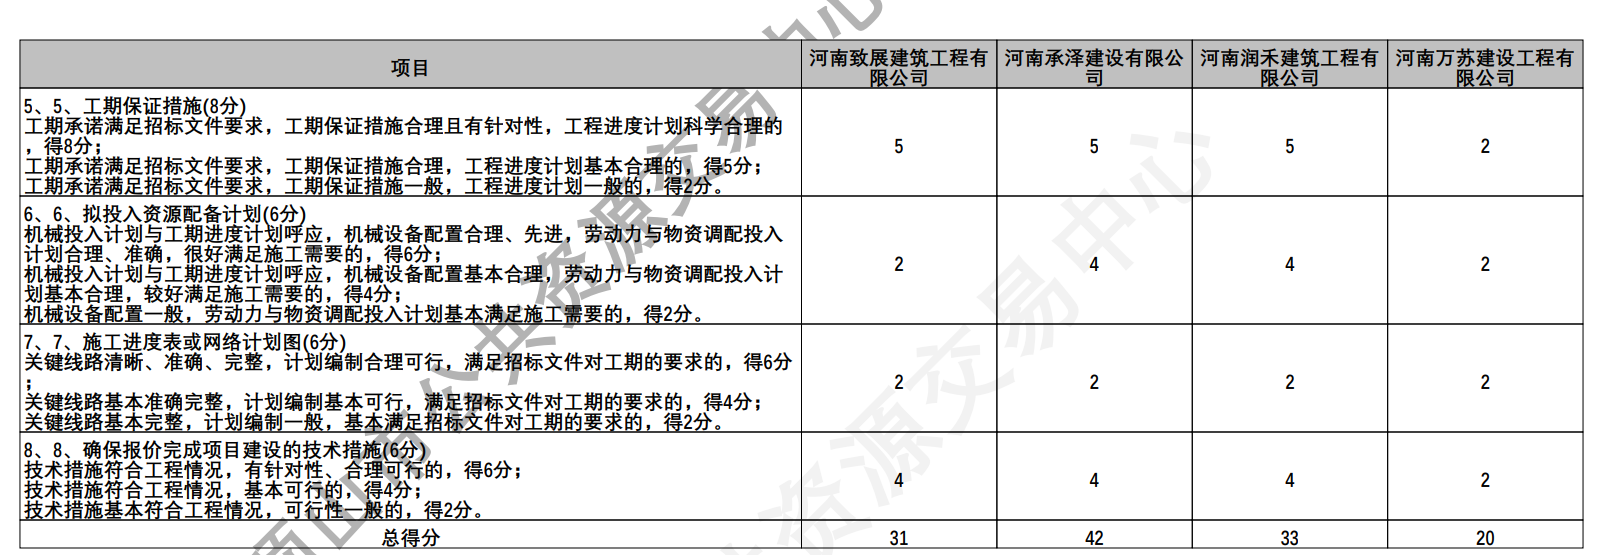 项目
河南致展建筑工程有
限公司
河南承泽建设有限公
司
河南润禾建筑工程有
限公司
河南万苏建设工程有
限公司
5、5、工期保证措施(8分)
工期承诺满足招标文件要求，工期保证措施合理且有针对性，工程进度计划科学合理的
，得8分；
工期承诺满足招标文件要求，工期保证措施合理，工程进度计划基本合理的，得5分；
工期承诺满足招标文件要求，工期保证措施一般，工程进度计划一般的，得2分。
5
5
5
2
6、6、拟投入资源配备计划(6分)
机械投入计划与工期进度计划呼应，机械设备配置合理、先进，劳动力与物资调配投入
计划合理、准确，很好满足施工需要的，得6分；
机械投入计划与工期进度计划呼应，机械设备配置基本合理，劳动力与物资调配投入计
划基本合理，较好满足施工需要的，得4分；
机械设备配置一般，劳动力与物资调配投入计划基本满足施工需要的，得2分。
2
4
4
2
7、7、施工进度表或网络计划图(6分)
关键线路清晰、准确、完整，计划编制合理可行，满足招标文件对工期的要求的，得6分
；
关键线路基本准确完整，计划编制基本可行，满足招标文件对工期的要求的，得4分；
关键线路基本完整，计划编制一般，基本满足招标文件对工期的要求的，得2分。
2
2
2
2
8、8、确保报价完成项目建设的技术措施(6分)
技术措施符合工程情况，有针对性、合理可行的，得6分；
技术措施符合工程情况，基本可行的，得4分；
技术措施基本符合工程情况，可行性一般的，得2分。
4
4
4
2
总得分
31
42
33
20
顶山市公共资源交易中心
资源交易中心